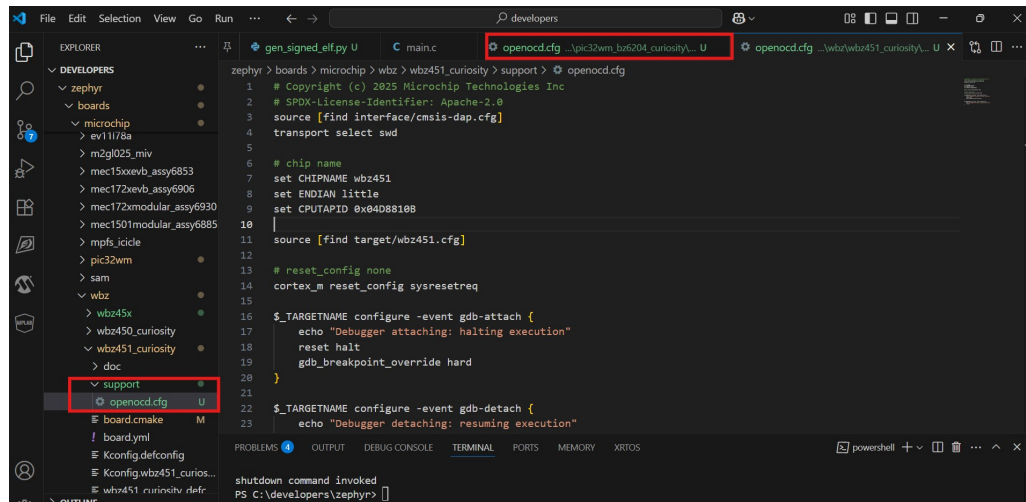 File Edit Selection View Go Run ··· developers
EXPLORER ···
gen_signed_elf.py U
C main.c
openocd.cfg ...\pic32wm_bz6204_curiosity\... U
openocd.cfg ...\wbz\wbz451_curiosity\... U
DEVELOPERS
zephyr
boards
microchip
ev11l78a
m2gl025_miv
mec15xxevb_assy6853
mec172xevb_assy6906
mec172xmodular_assy6930
mec1501modular_assy6885
mpfs_icicle
pic32wm
sam
wbz
wbz45x
wbz450_curiosity
wbz451_curiosity
doc
support
openocd.cfg U
board.cmake M
board.yml
Kconfig.defconfig
Kconfig.wbz451_curios...
wbz451_curiosity_defc...
OUTLINE
7
MPLAB
zephyr > boards > microchip > wbz > wbz451_curiosity > support > openocd.cfg
1 # Copyright (c) 2025 Microchip Technologies Inc
2 # SPDX-License-Identifier: Apache-2.0
3 source [find interface/cmsis-dap.cfg]
4 transport select swd
5
6 # chip name
7 set CHIPNAME wbz451
8 set ENDIAN little
9 set CPUTAPID 0x04D8810B
10
11 source [find target/wbz451.cfg]
12
13 # reset_config none
14 cortex_m reset_config sysresetreq
15
16 $_TARGETNAME configure -event gdb-attach {
17 echo "Debugger attaching: halting execution"
18 reset halt
19 gdb_breakpoint_override hard
20 }
21
22 $_TARGETNAME configure -event gdb-detach {
23 echo "Debugger detaching: resuming execution"
PROBLEMS 4 OUTPUT DEBUG CONSOLE TERMINAL PORTS MEMORY XRTOS powershell
shutdown command invoked
PS C:\developers\zephyr>